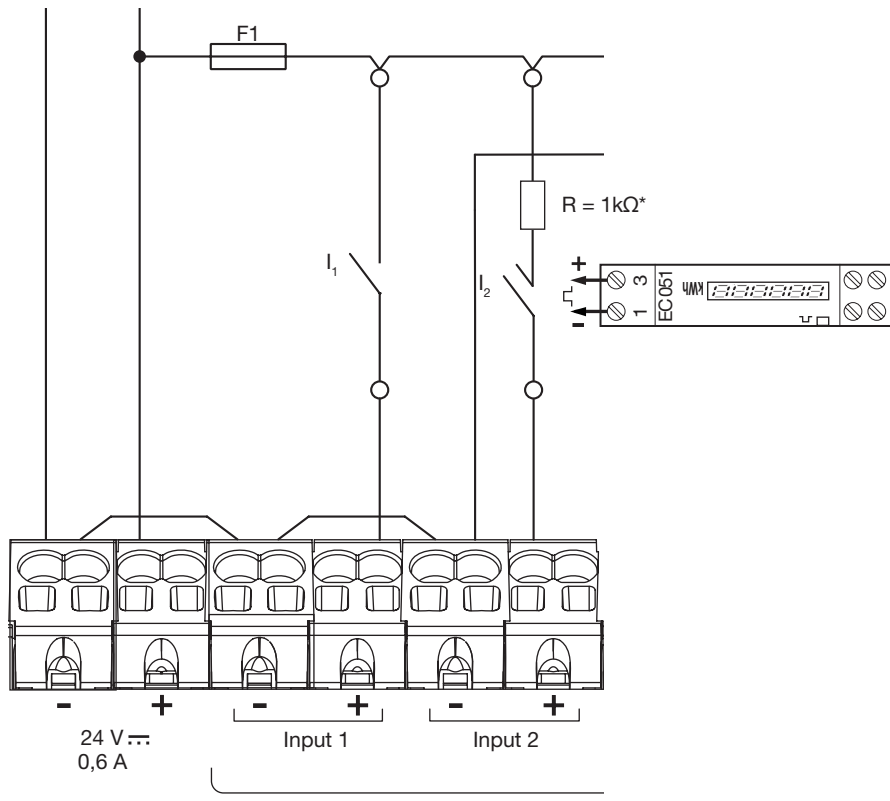 F1
R = 1kΩ*
I₁
I₂
+
-
3
1
EC051
kWh
- + - + - +
24 V⎓
0,6 A
Input 1
Input 2